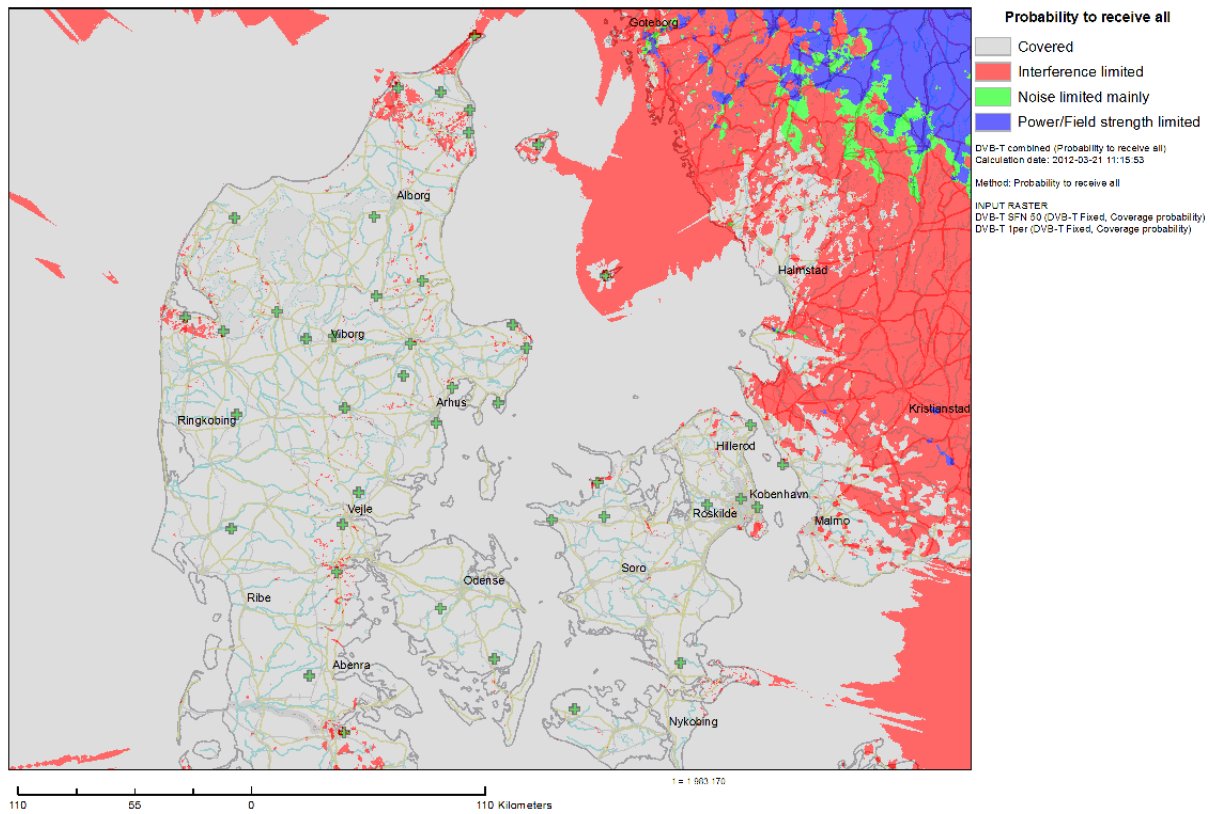 Probability to receive all
Covered
Interference limited
Noise limited mainly
Power/Field strength limited
DVB-T combined (Probability to receive all)
Calculation date: 2012-03-21 11:15:53
Method: Probability to receive all
INPUT RASTER
DVB-T SFN 50 (DVB-T Fixed, Coverage probability)
DVB-T 1per (DVB-T Fixed, Coverage probability)
Goteborg
Alborg
Halmstad
Viborg
Arhus
Ringkobing
Kristianstad
Hillerod
Kobenhavn
Vejle
Roskilde
Malmo
Soro
Odense
Ribe
Abenra
Nykobing
110 55 0 110 Kilometers